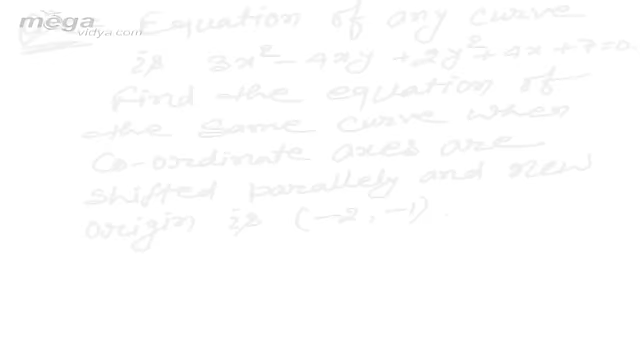 mega
vidya.com
Equation of any curve
is 3x² - 4xy + 2y² + 4x + 7 = 0.
Find the equation of
the same curve when
co-ordinate axes are
shifted parallely and new
origin is (-2, -1).